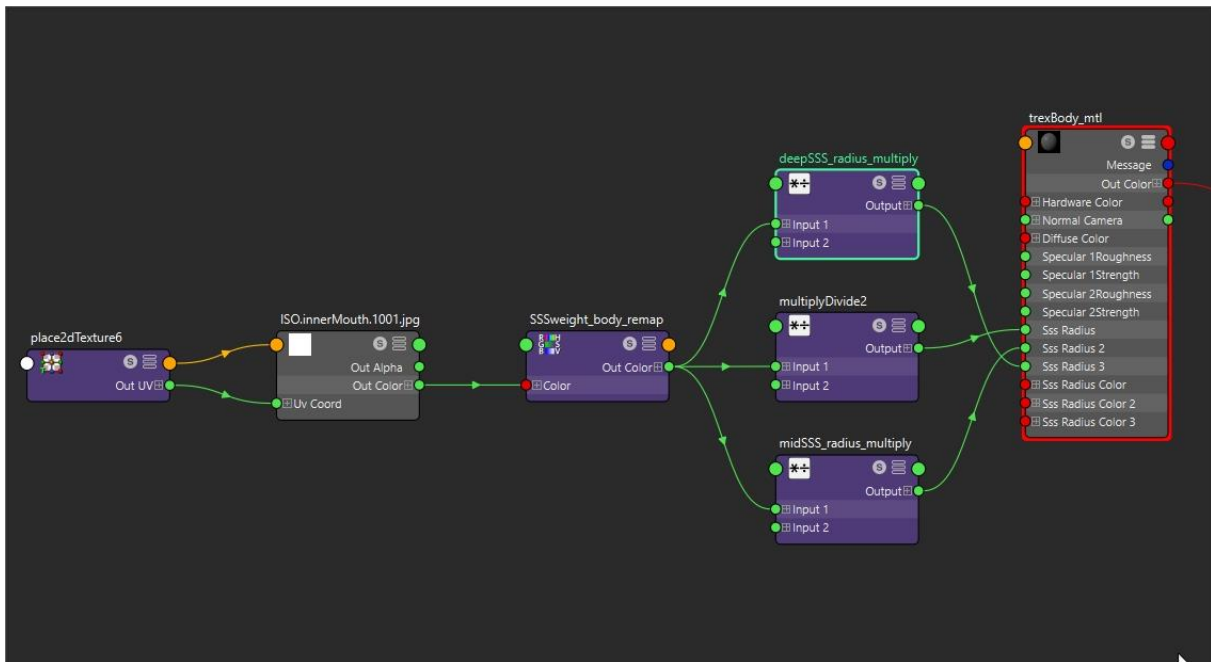 place2dTexture6
Out UV
ISO.innerMouth.1001.jpg
Out Alpha
Out Color
Uv Coord
SSSweight_body_remap
Out Color
Color
deepSSS_radius_multiply
Output
Input 1
Input 2
multiplyDivide2
Output
Input 1
Input 2
midSSS_radius_multiply
Output
Input 1
Input 2
trexBody_mtl
Message
Out Color
Hardware Color
Normal Camera
Diffuse Color
Specular 1Roughness
Specular 1Strength
Specular 2Roughness
Specular 2Strength
Sss Radius
Sss Radius 2
Sss Radius 3
Sss Radius Color
Sss Radius Color 2
Sss Radius Color 3